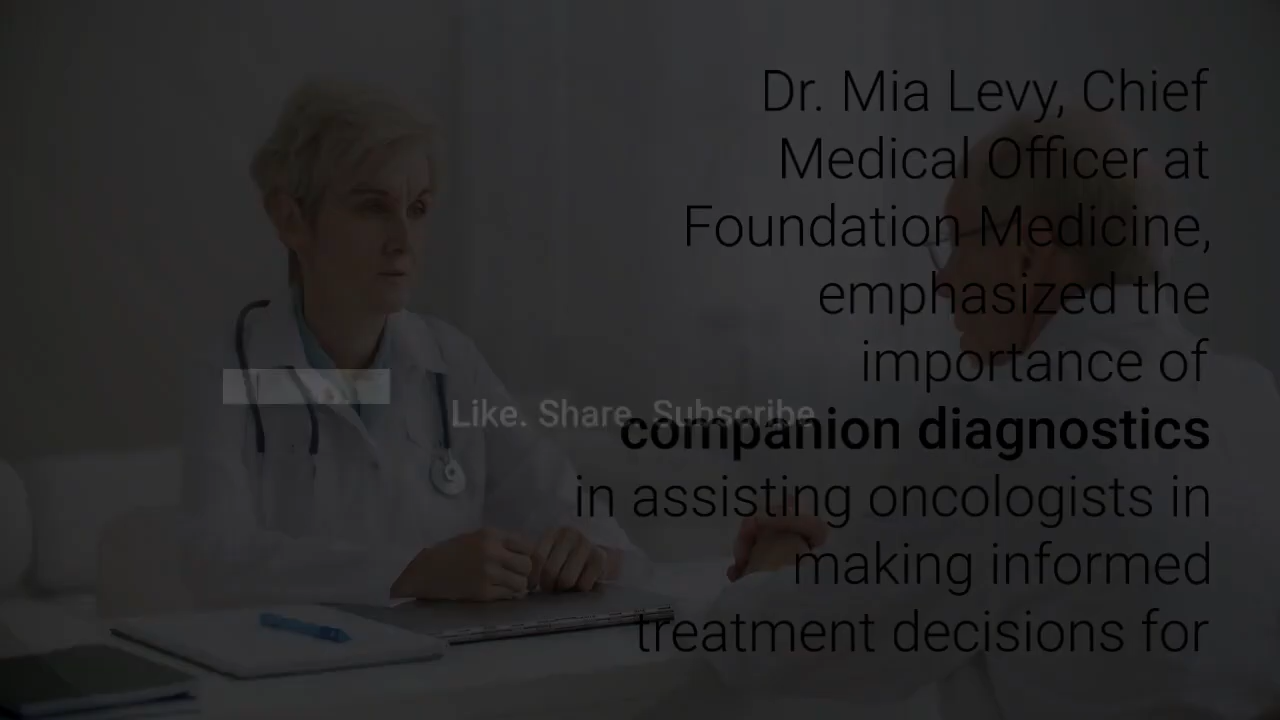 Dr. Mia Levy, Chief
Medical Officer at
Foundation Medicine,
emphasized the
importance of
Like. Share. Subscribe
companion diagnostics
in assisting oncologists in
making informed
treatment decisions for